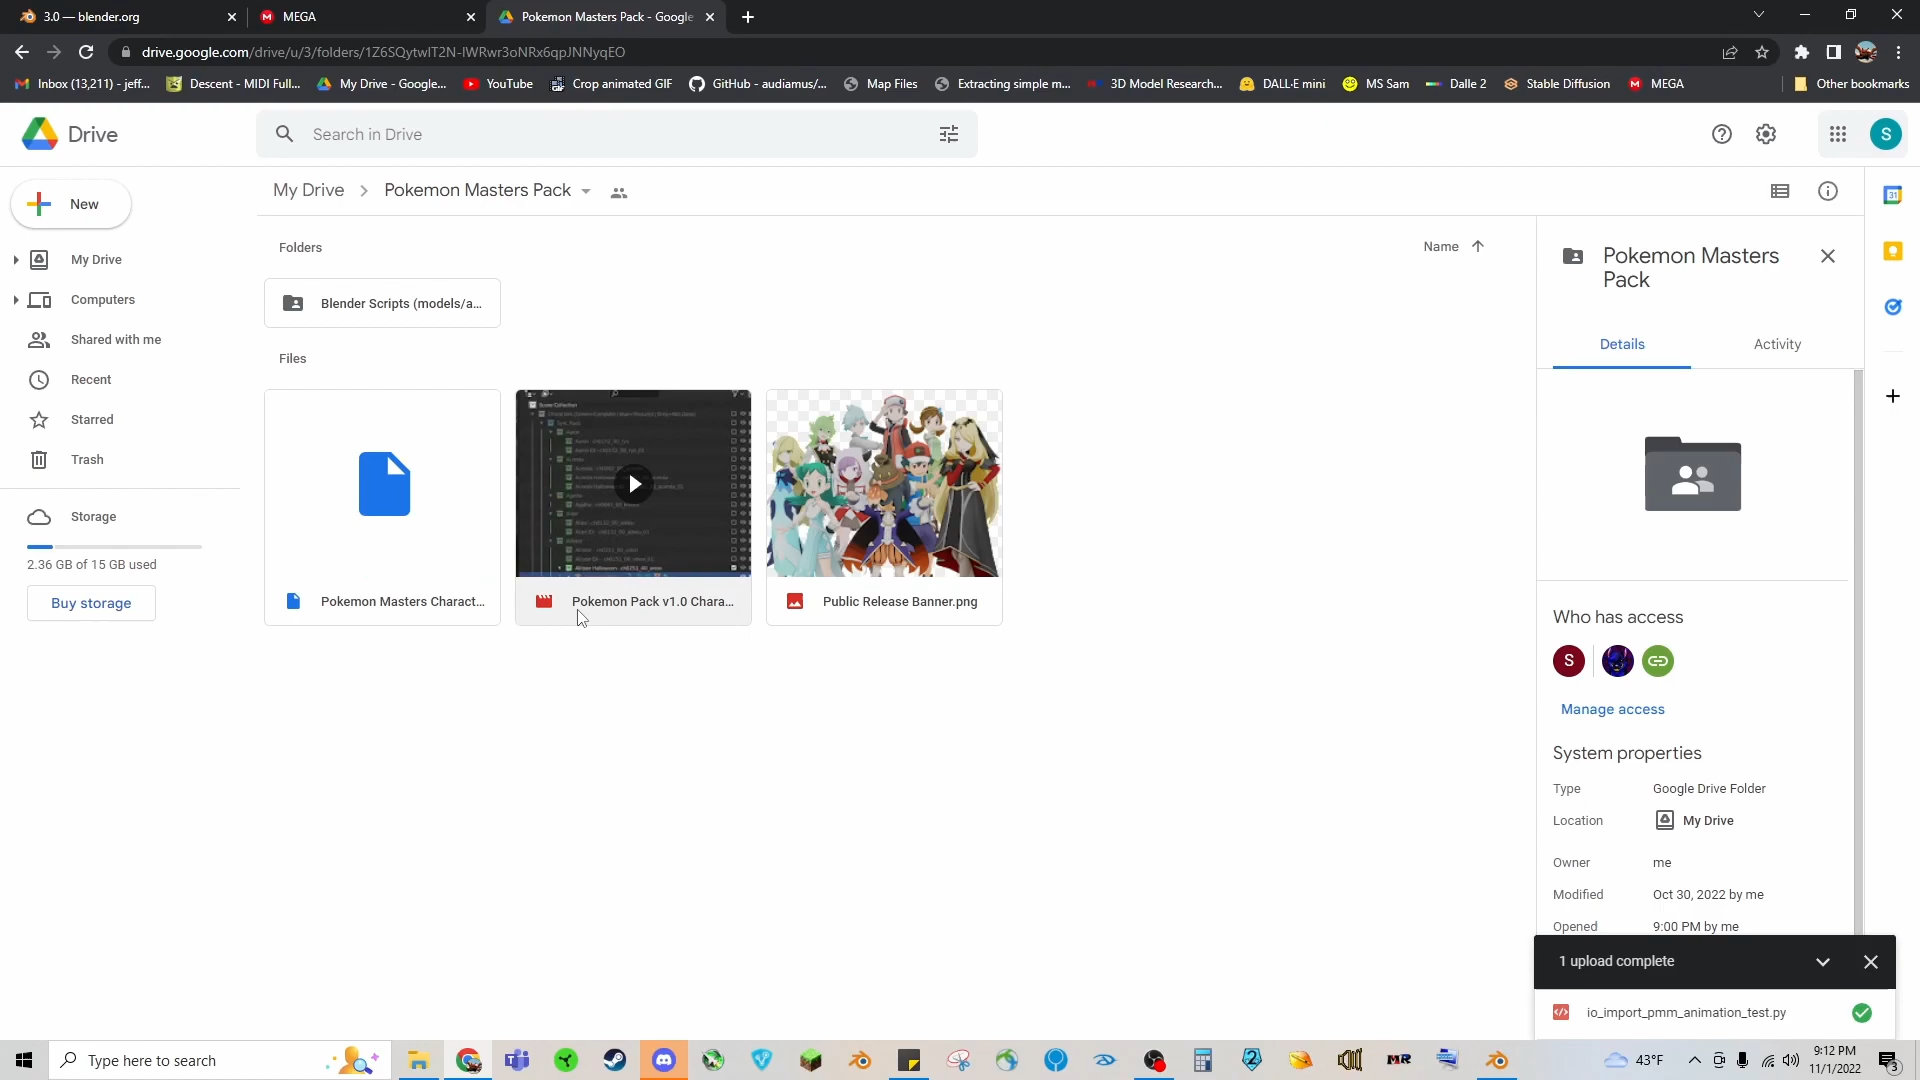 3.0 — blender.org
MEGA
Pokemon Masters Pack - Google
drive.google.com/drive/u/3/folders/1Z6SQytwlT2N-lWRwr3oNRx6qpJNNyqEO
Inbox (13,211) - jeff...
Descent - MIDI Full...
My Drive - Google...
YouTube
Crop animated GIF
GitHub - audiamus/...
Map Files
Extracting simple m...
3D Model Research...
DALL·E mini
MS Sam
Dalle 2
Stable Diffusion
MEGA
Other bookmarks
Drive
Search in Drive
S
New
My Drive
Computers
Shared with me
Recent
Starred
Trash
Storage
2.36 GB of 15 GB used
Buy storage
My Drive
Pokemon Masters Pack
Folders
Name
Blender Scripts (models/a...
Files
Pokemon Masters Charact...
Pokemon Pack v1.0 Chara...
Public Release Banner.png
Pokemon Masters
Pack
Details
Activity
Who has access
S
Manage access
System properties
Type
Google Drive Folder
Location
My Drive
Owner
me
Modified
Oct 30, 2022 by me
Opened
9:00 PM by me
1 upload complete
io_import_pmm_animation_test.py
31
Type here to search
43°F
9:12 PM
11/1/2022
3